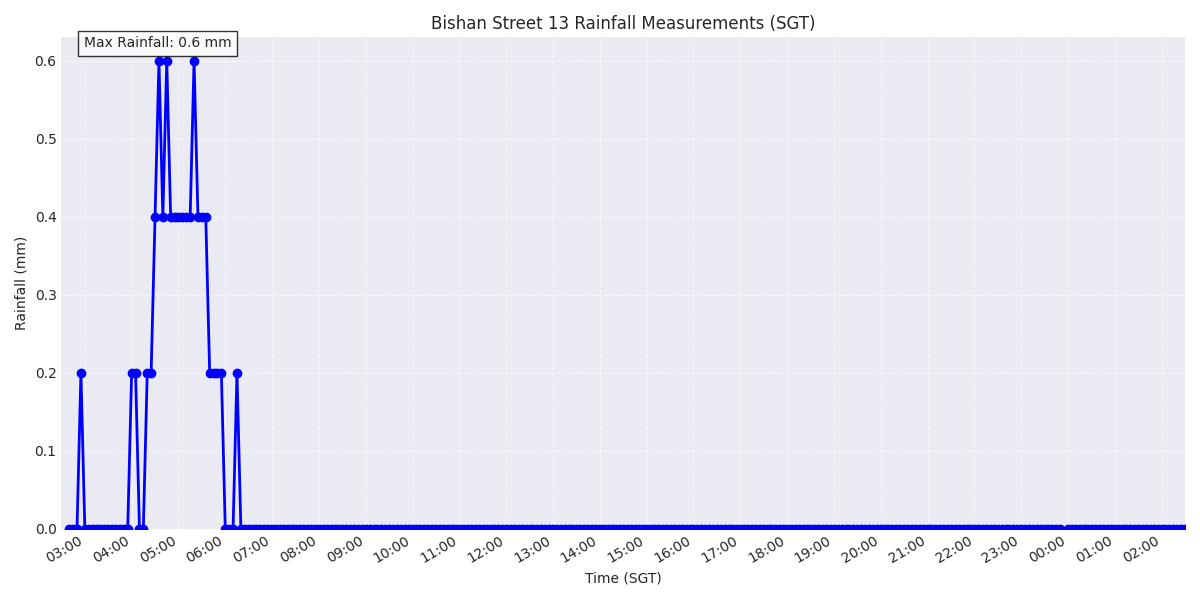 Bishan Street 13 Rainfall Measurements (SGT)
Max Rainfall: 0.6 mm
Rainfall (mm)
0.6
0.5
0.4
0.3
0.2
0.1
0.0
03:00 04:00 05:00 06:00 07:00 08:00 09:00 10:00 11:00 12:00 13:00 14:00 15:00 16:00 17:00 18:00 19:00 20:00 21:00 22:00 23:00 00:00 01:00 02:00
Time (SGT)